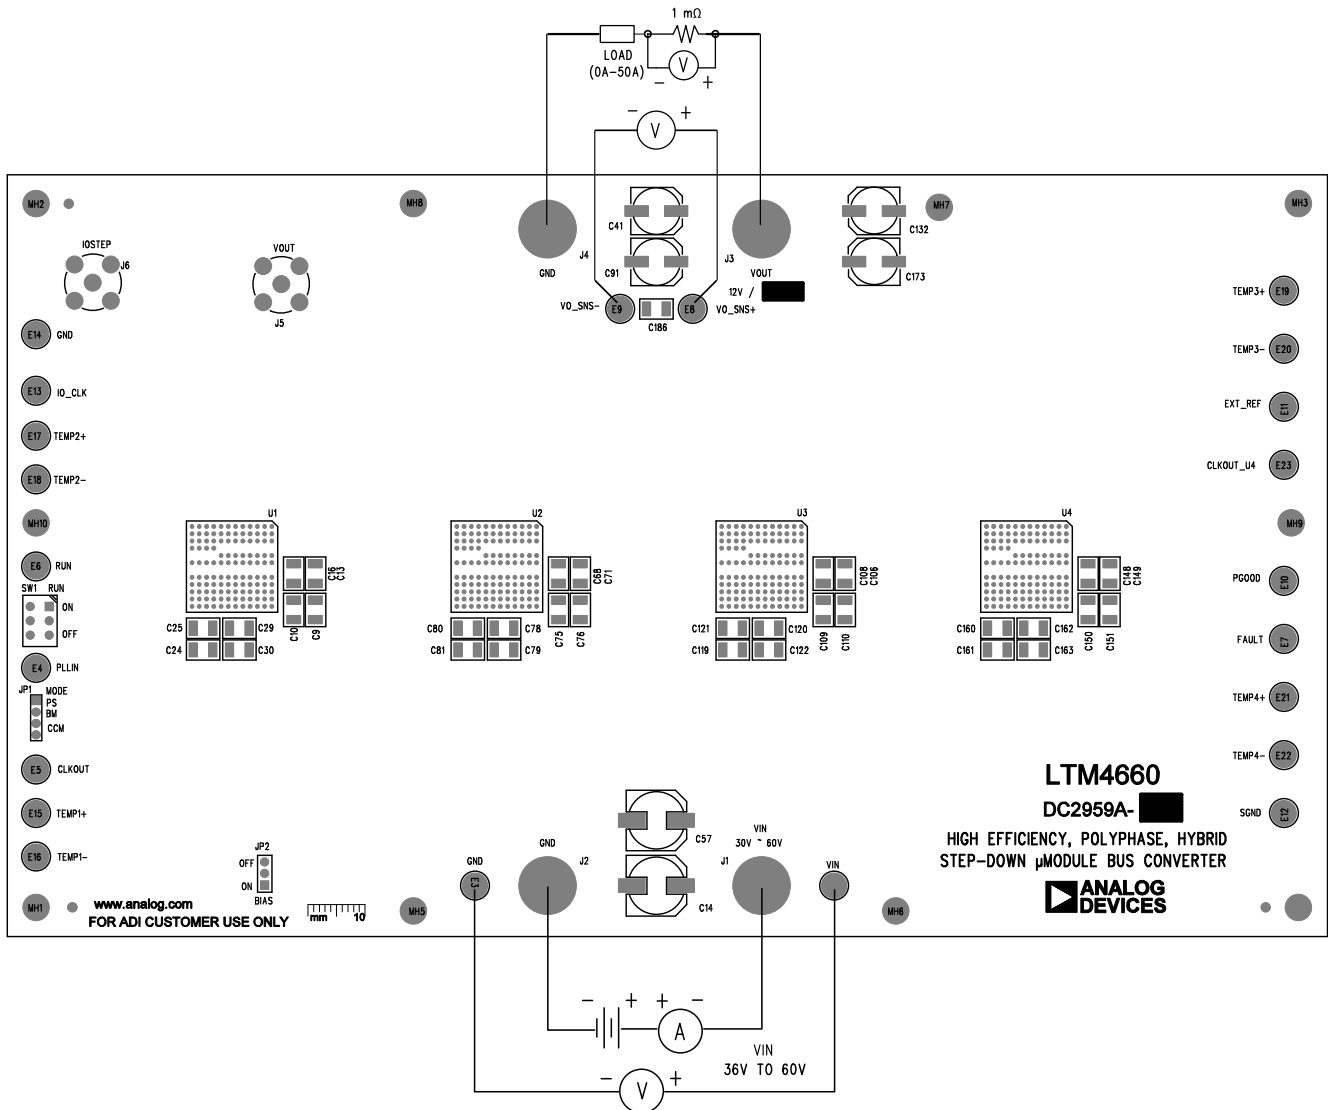 1 mΩ
LOAD
(0A-50A)
V
- +
- +
V
MH2
MH8
MH7
MH3
IOSTEP
J6
VOUT
J5
C41
C91
J4
GND
J3
VOUT
12V /
C132
C173
VO_SNS-
E9
C186
E8
VO_SNS+
TEMP3+
E19
TEMP3-
E20
EXT_REF
E11
CLKOUT_U4
E23
MH9
E14
GND
E13
IO_CLK
E17
TEMP2+
E18
TEMP2-
MH10
E6
RUN
SW1 RUN
ON
OFF
E4
PLLIN
JP1
MODE
PS
BM
CCM
E5
CLKOUT
E15
TEMP1+
E16
TEMP1-
MH1
U1
C16
C13
C10
C9
C25
C29
C24
C30
U2
C68
C71
C75
C76
C80
C78
C81
C79
U3
C108
C106
C109
C110
C121
C120
C119
C122
U4
C148
C149
C150
C151
C160
C162
C161
C163
PGOOD
E10
FAULT
E7
TEMP4+
E21
TEMP4-
E22
SGND
E12
LTM4660
DC2959A-
HIGH EFFICIENCY, POLYPHASE, HYBRID
STEP-DOWN µMODULE BUS CONVERTER
ANALOG
DEVICES
JP2
OFF
ON
BIAS
www.analog.com
FOR ADI CUSTOMER USE ONLY
mm 10
MH5
GND
E3
GND
J2
C57
C14
VIN
30V ~ 60V
J1
VIN
MH6
- + + -
A
VIN
36V TO 60V
- +
V